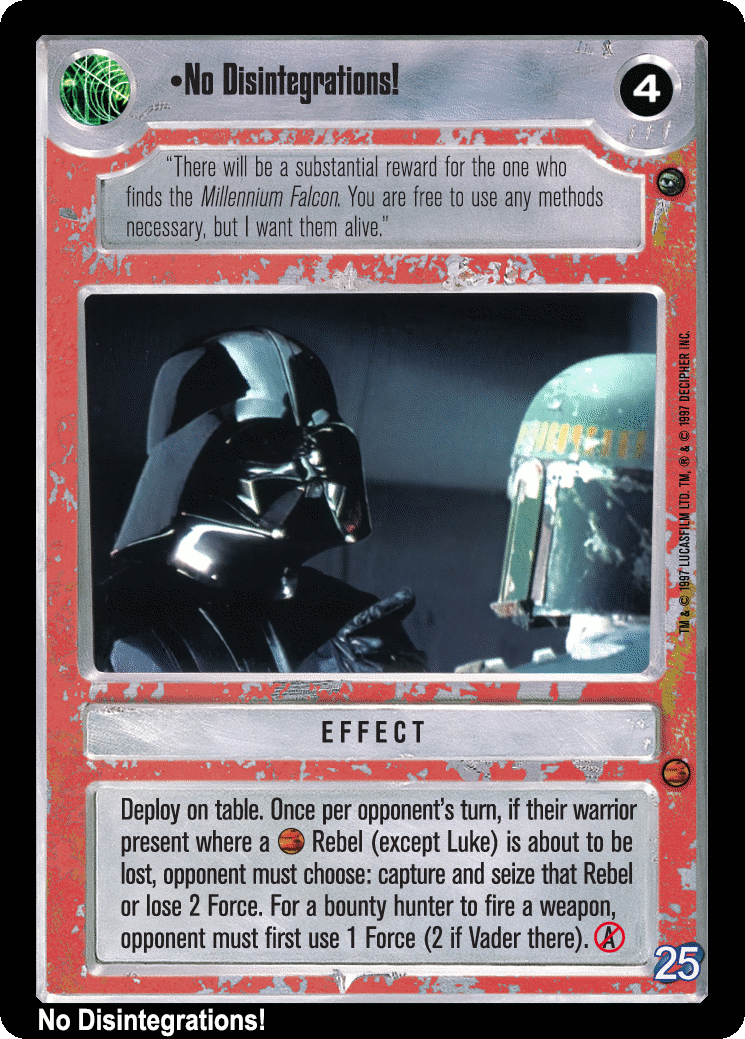 •No Disintegrations!
4
“There will be a substantial reward for the one who
finds the Millennium Falcon. You are free to use any methods
necessary, but I want them alive.”
TM & © 1997 LUCASFILM LTD. TM, ® & © 1997 DECIPHER INC.
EFFECT
Deploy on table. Once per opponent’s turn, if their warrior
present where a Rebel (except Luke) is about to be
lost, opponent must choose: capture and seize that Rebel
or lose 2 Force. For a bounty hunter to fire a weapon,
opponent must first use 1 Force (2 if Vader there). A
25
No Disintegrations!